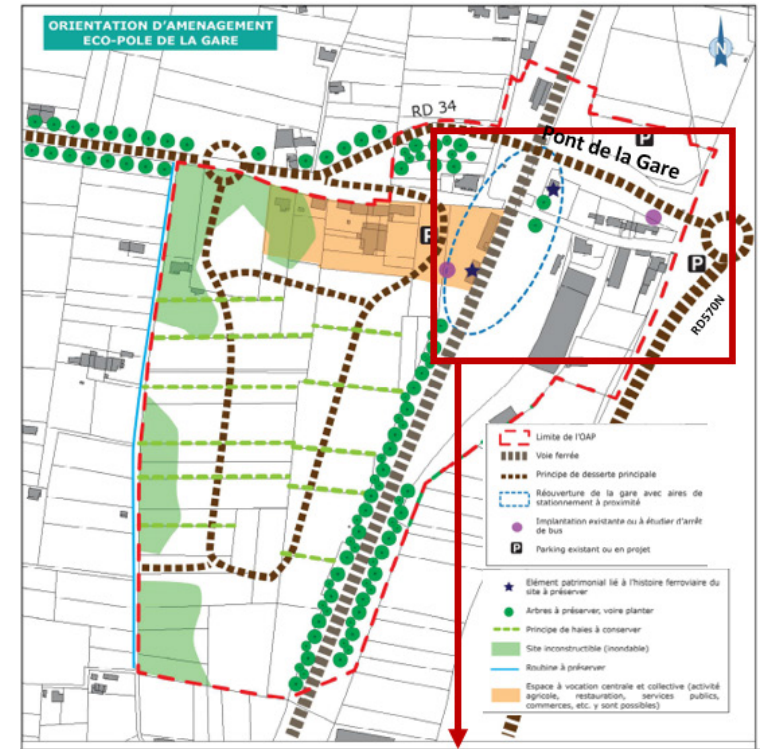 ORIENTATION D'AMENAGEMENT
ECO-POLE DE LA GARE
N
RD 34
Pont de la Gare
P
P
P
RD570N
Limite de l'OAP
Voie ferrée
Principe de desserte principale
Réouverture de la gare avec aires de
stationnement à proximité
Implantation existante ou à étudier d'arrêt
de bus
P Parking existant ou en projet
Elément patrimonial lié à l'histoire ferroviaire du
site à préserver
Arbres à préserver, voire planter
Principe de haies à conserver
Site inconstructible (inondable)
Roubine à préserver
Espace à vocation centrale et collective (activité
agricole, restauration, services publics,
commerces, etc. y sont possibles)